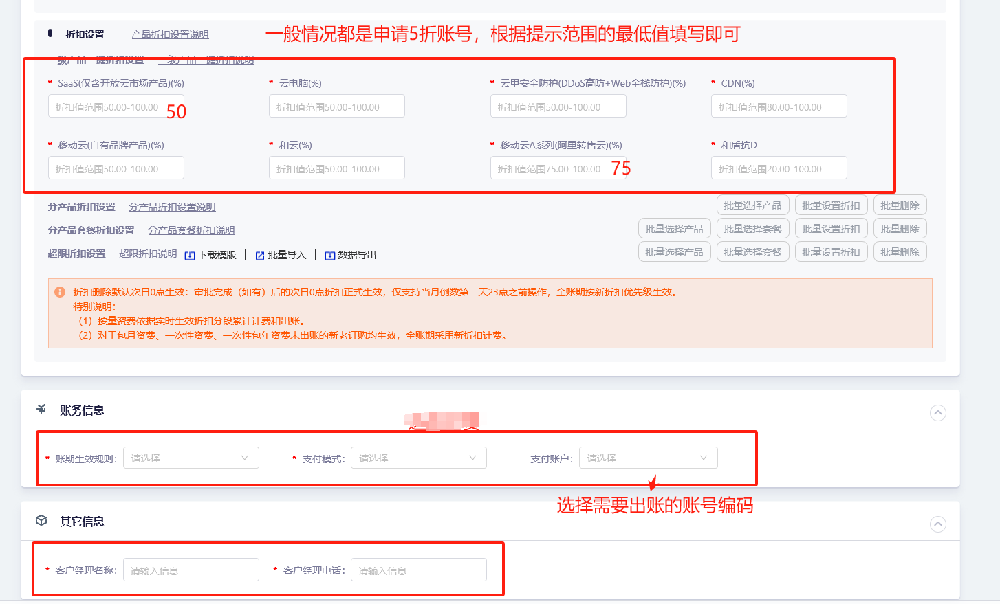 折扣设置 产品折扣设置说明 一般情况都是申请5折账号，根据提示范围的最低值填写即可
一级产品一键折扣设置 一级产品一键折扣说明
* SaaS(仅含开放云市场产品)(%) * 云电脑(%) * 云甲安全防护(DDoS高防+Web全栈防护)(%) * CDN(%)
折扣值范围50.00-100.00 50 折扣值范围50.00-100.00 折扣值范围50.00-100.00 折扣值范围80.00-100.00
* 移动云(自有品牌产品)(%) * 和云(%) * 移动云A系列(阿里转售云)(%) * 和盾抗D
折扣值范围50.00-100.00 折扣值范围50.00-100.00 折扣值范围75.00-100.00 75 折扣值范围20.00-100.00
分产品折扣设置 分产品折扣设置说明 批量选择产品 批量设置折扣 批量删除
分产品套餐折扣设置 分产品套餐折扣说明 批量选择产品 批量选择套餐 批量设置折扣 批量删除
超限折扣设置 超限折扣说明 下载模版 | 批量导入 | 数据导出 批量选择产品 批量选择套餐 批量设置折扣 批量删除
折扣删除默认次日0点生效：审批完成（如有）后的次日0点折扣正式生效，仅支持当月倒数第二天23点之前操作，全账期按新折扣优先级生效。
特别说明：
（1）按量资费依据实时生效折扣分段累计计费和出账。
（2）对于包月资费、一次性资费、一次性包年资费未出账的新老订购均生效，全账期采用新折扣计费。
账务信息
* 账期生效规则： 请选择 * 支付模式： 请选择 支付账户： 请选择
选择需要出账的账号编码
其它信息
* 客户经理名称： 请输入信息 * 客户经理电话： 请输入信息